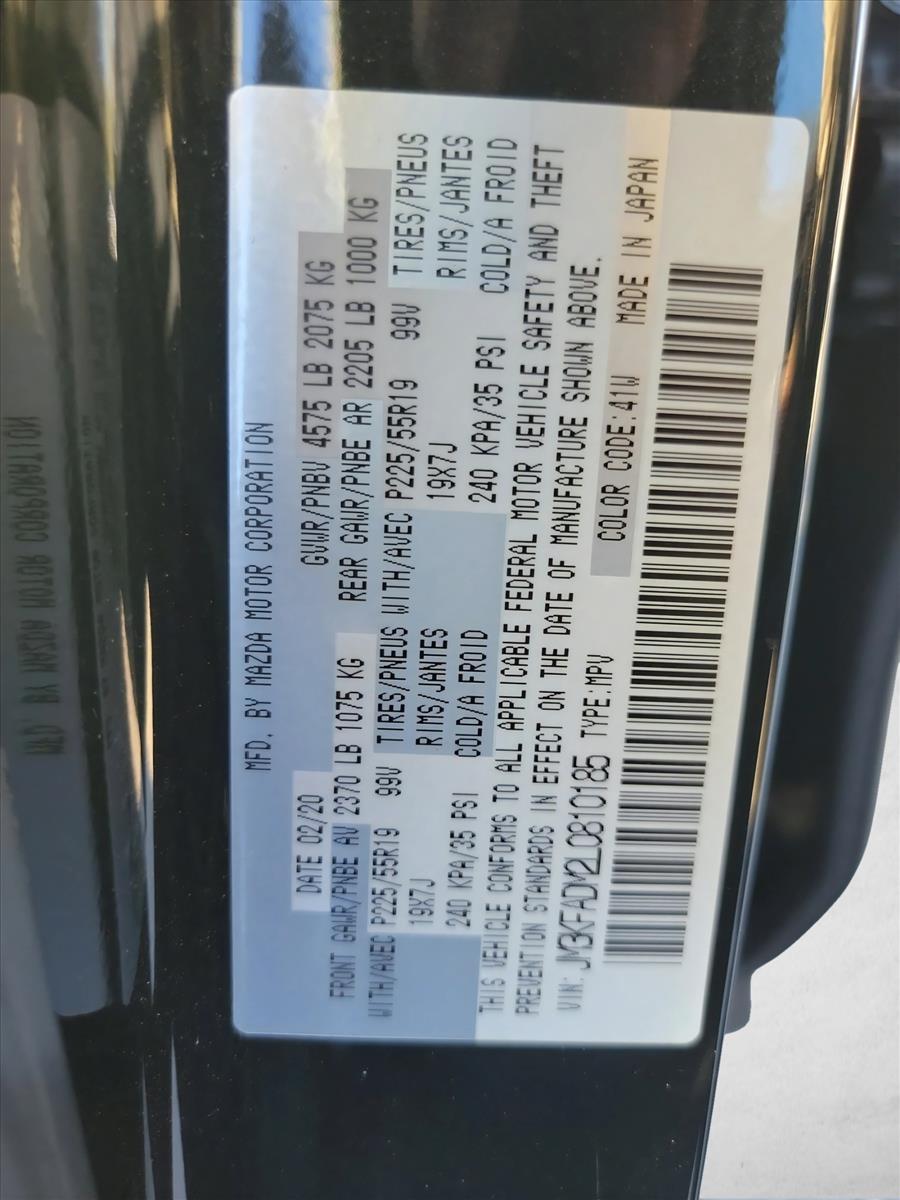 MFD. BY MAZDA MOTOR CORPORATION
DATE 02/20 GVWR/PNBV 4575 LB 2075 KG
FRONT GAWR/PNBE AV 2370 LB 1075 KG REAR GAWR/PNBE AR 2205 LB 1000 KG
WITH/AVEC P225/55R19 99V TIRES/PNEUS WITH/AVEC P225/55R19 99V TIRES/PNEUS
19X7J RIMS/JANTES 19X7J RIMS/JANTES
240 KPA/35 PSI COLD/A FROID 240 KPA/35 PSI COLD/A FROID
THIS VEHICLE CONFORMS TO ALL APPLICABLE FEDERAL MOTOR VEHICLE SAFETY AND THEFT
PREVENTION STANDARDS IN EFFECT ON THE DATE OF MANUFACTURE SHOWN ABOVE.
VIN: JM3KFADM2L0810185 TYPE:MPV COLOR CODE:41W MADE IN JAPAN